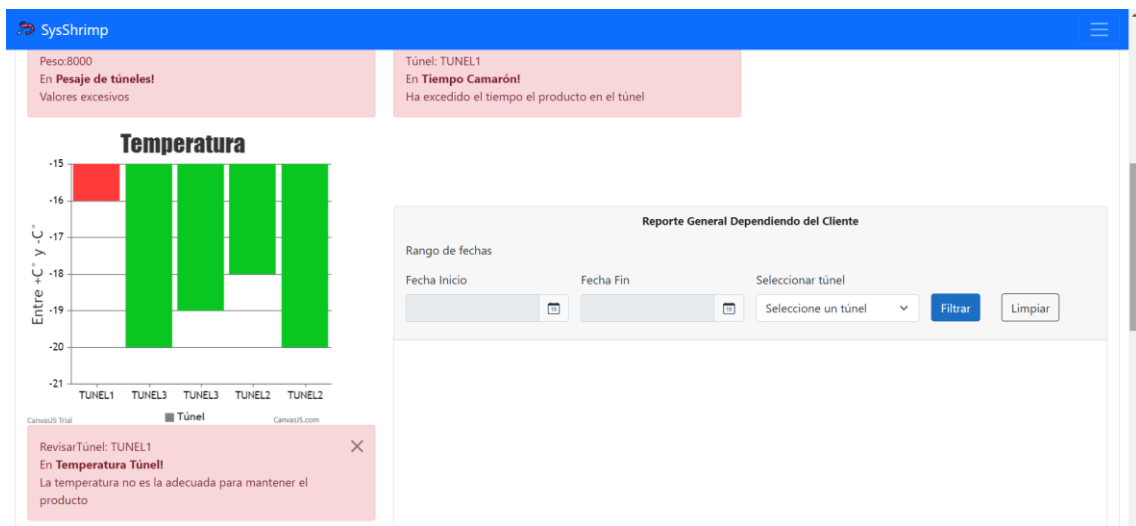 SysShrimp
Peso:8000
En Pesaje de túneles!
Valores excesivos
Túnel: TUNEL1
En Tiempo Camarón!
Ha excedido el tiempo el producto en el túnel
Temperatura
Entre +C° y -C°
-15
-16
-17
-18
-19
-20
-21
TUNEL1 TUNEL3 TUNEL3 TUNEL2 TUNEL2
CanvasJS Trial
Túnel
CanvasJS.com
RevisarTúnel: TUNEL1
En Temperatura Túnel!
La temperatura no es la adecuada para mantener el
producto
Reporte General Dependiendo del Cliente
Rango de fechas
Fecha Inicio Fecha Fin Seleccionar túnel
Seleccione un túnel Filtrar Limpiar